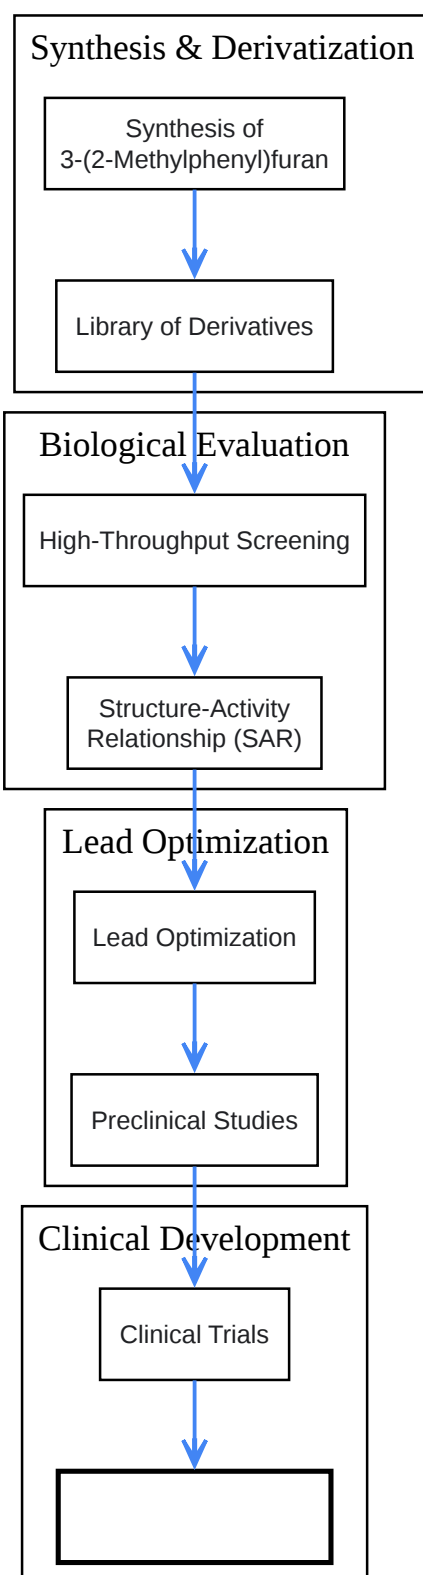 Synthesis & Derivatization
Synthesis of
3-(2-Methylphenyl)furan
Library of Derivatives
Biological Evaluation
High-Throughput Screening
Structure-Activity
Relationship (SAR)
Lead Optimization
Lead Optimization
Preclinical Studies
Clinical Development
Clinical Trials